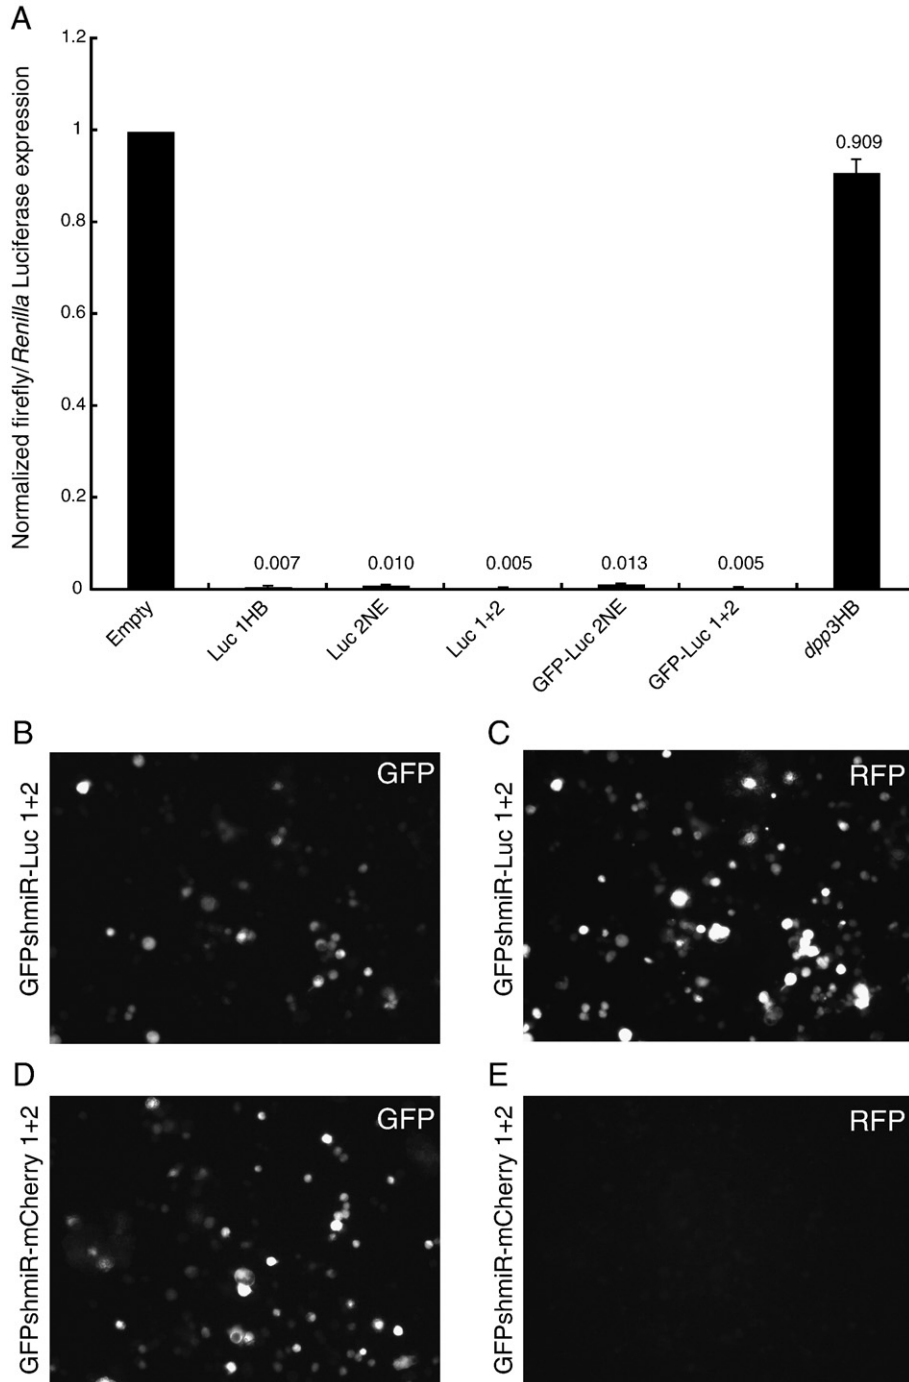 A
Normalized firefly/Renilla Luciferase expression
1.2
1
0.8
0.6
0.4
0.2
0
0.007
0.010
0.005
0.013
0.005
0.909
Empty
Luc 1HB
Luc 2NE
Luc 1+2
GFP-Luc 2NE
GFP-Luc 1+2
dpp3HB
B
GFPshmiR-Luc 1+2
GFP
C
GFPshmiR-Luc 1+2
RFP
D
GFPshmiR-mCherry 1+2
GFP
E
GFPshmiR-mCherry 1+2
RFP